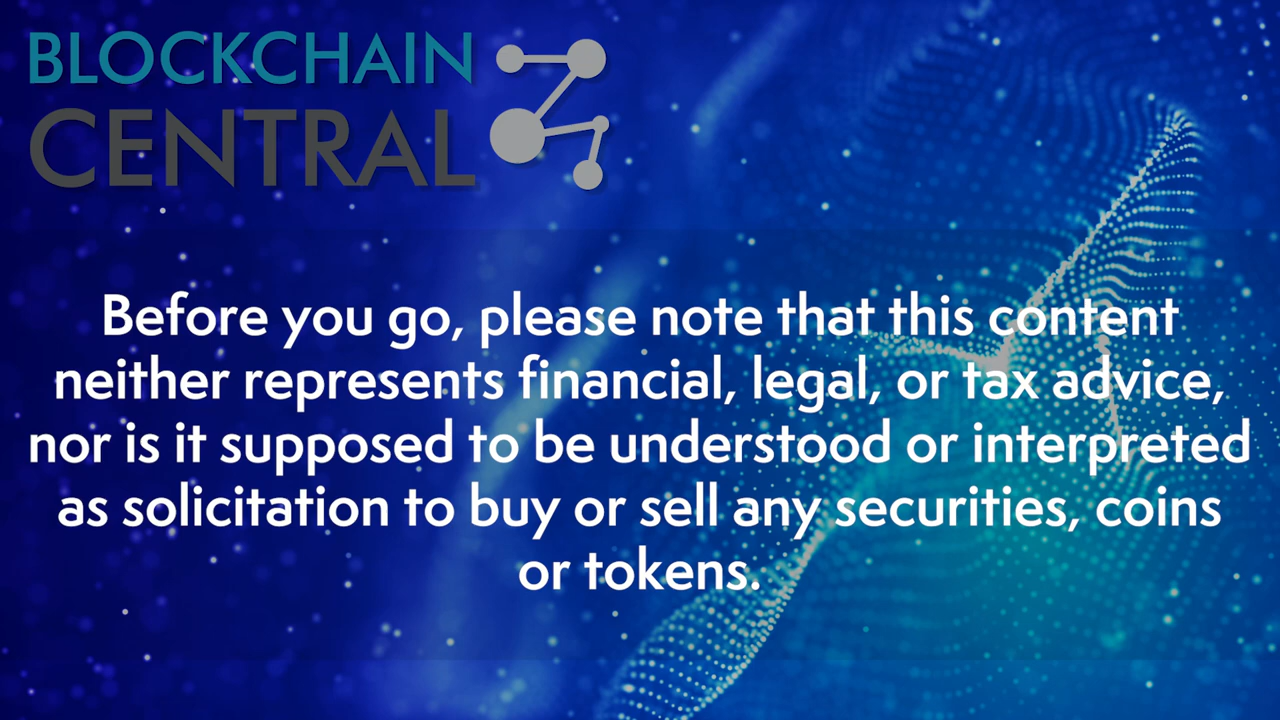 BLOCKCHAIN
CENTRAL
Before you go, please note that this content
neither represents financial, legal, or tax advice,
nor is it supposed to be understood or interpreted
as solicitation to buy or sell any securities, coins
or tokens.